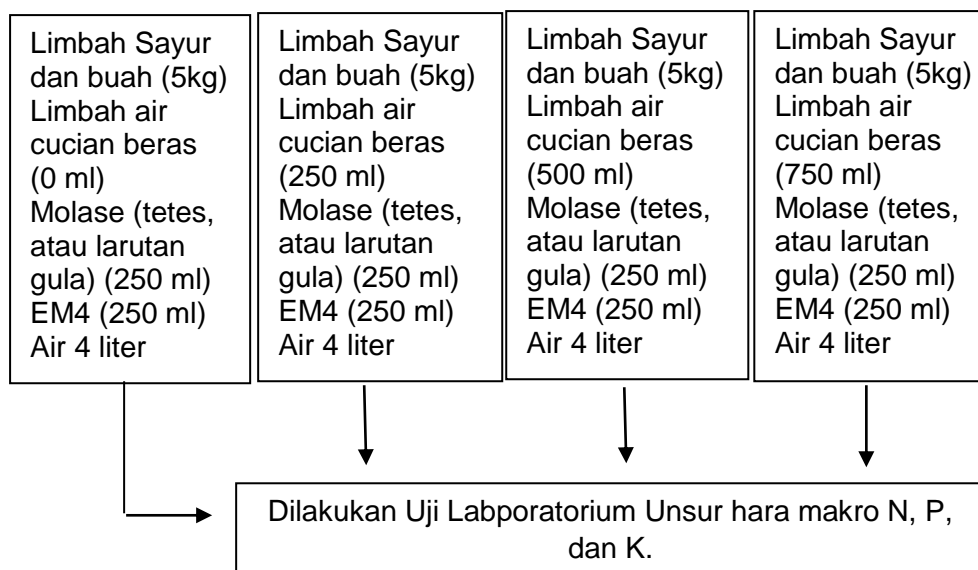 Limbah Sayur
dan buah (5kg)
Limbah air
cucian beras
(0 ml)
Molase (tetes,
atau larutan
gula) (250 ml)
EM4 (250 ml)
Air 4 liter
Limbah Sayur
dan buah (5kg)
Limbah air
cucian beras
(250 ml)
Molase (tetes,
atau larutan
gula) (250 ml)
EM4 (250 ml)
Air 4 liter
Limbah Sayur
dan buah (5kg)
Limbah air
cucian beras
(500 ml)
Molase (tetes,
atau larutan
gula) (250 ml)
EM4 (250 ml)
Air 4 liter
Limbah Sayur
dan buah (5kg)
Limbah air
cucian beras
(750 ml)
Molase (tetes,
atau larutan
gula) (250 ml)
EM4 (250 ml)
Air 4 liter
Dilakukan Uji Labporatorium Unsur hara makro N, P,
dan K.